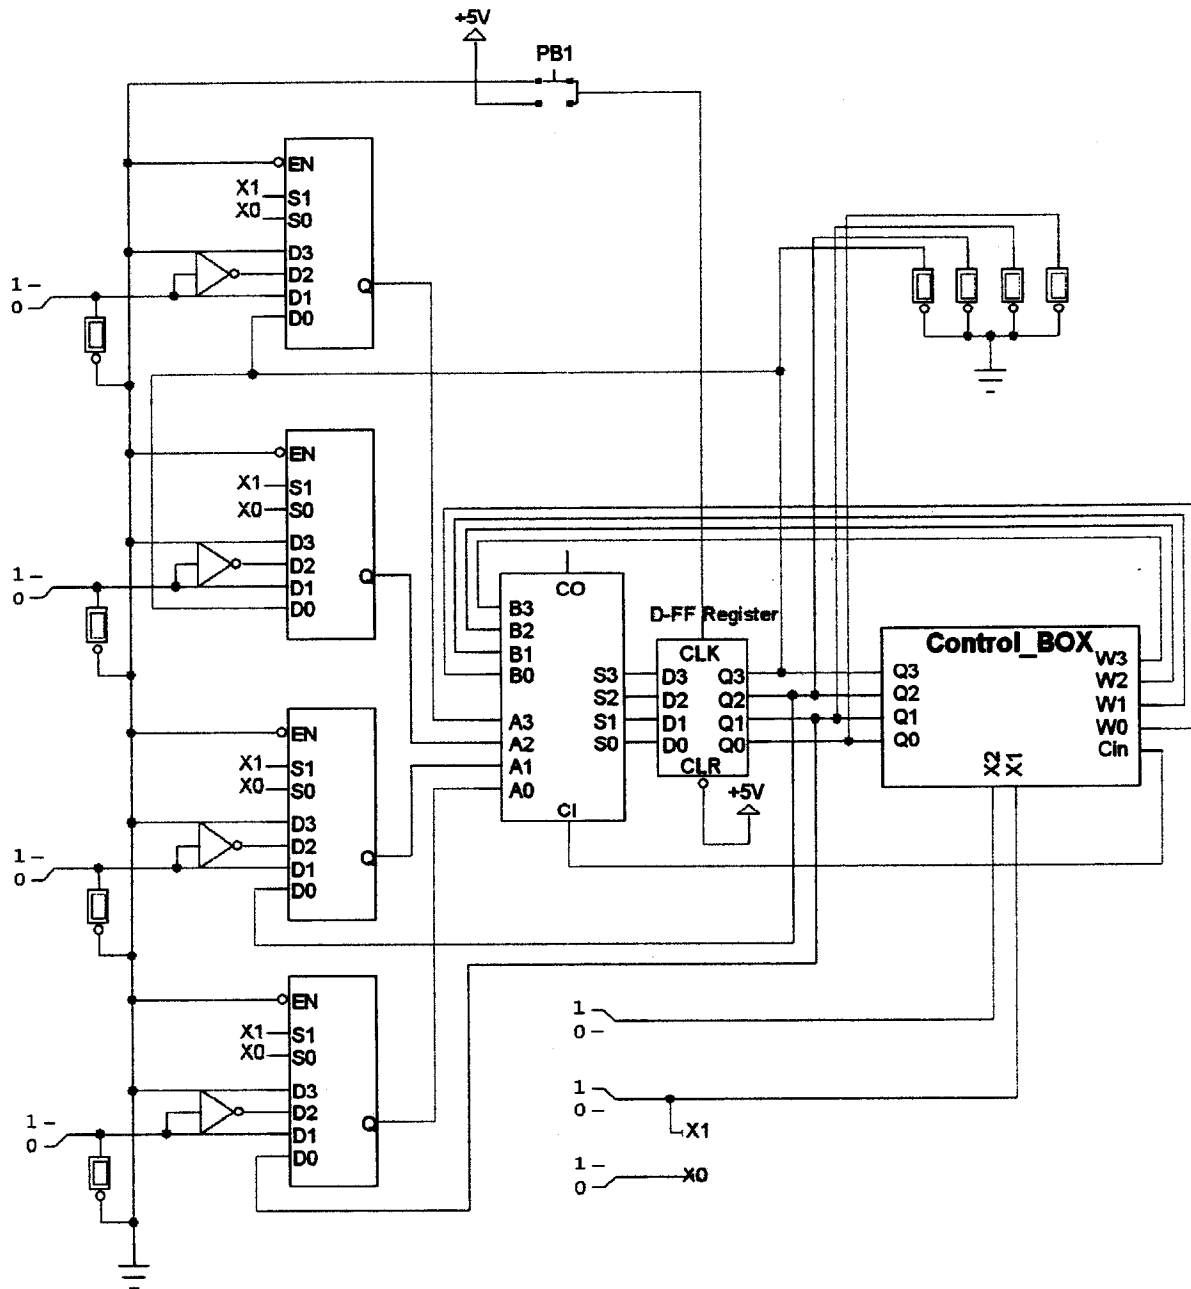 +5V
PB1
EN
X1 S1
X0 S0
D3
D2
1
D1
0
D0
Q
EN
X1 S1
X0 S0
D3
D2
1
D1
0
D0
Q
CO
B3
B2
B1
B0
A3
A2
A1
A0
CI
S3
S2
S1
S0
D-FF Register
CLK
D3 Q3
D2 Q2
D1 Q1
D0 Q0
CLR
+5V
Control_BOX
Q3
Q2
Q1
Q0
W3
W2
W1
W0
Cin
X2 X1
EN
X1 S1
X0 S0
D3
D2
1
D1
0
D0
Q
EN
X1 S1
X0 S0
D3
D2
1
D1
0
D0
Q
1
0
1
0
X1
1
0
X0